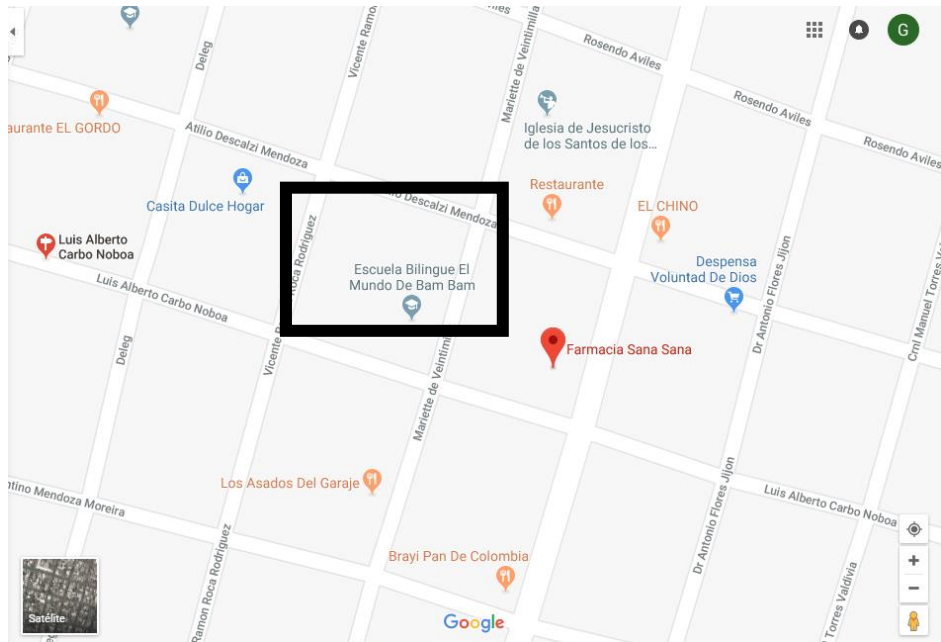 Deleg
Vicente Ramo
Mariette de Veintimilla
Rosendo Aviles
G
aurante EL GORDO
Atilio Descalzi Mendoza
Iglesia de Jesucristo
de los Santos de los...
Rosendo Aviles
Rosendo Aviles
Casita Dulce Hogar
Restaurante
EL CHINO
io Descalzi Mendoza
Luis Alberto
Carbo Noboa
Roca Rodriguez
Escuela Bilingue El
Mundo De Bam Bam
Despensa
Voluntad De Dios
Dr Antonio Flores Jijon
Crnl Manuel Torres V
Luis Alberto Carbo Noboa
Deleg
Vicente R
Mariette de Veintimi
Farmacia Sana Sana
Los Asados Del Garaje
ntino Mendoza Moreira
Ramon Roca Rodriguez
Brayi Pan De Colombia
Dr Antonio Flores Jijon
Luis Alberto Carbo Noboa
Torres Valdivia
Satélite
Google